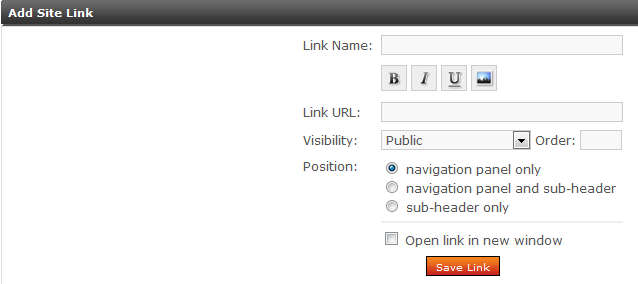 Add Site Link
Link Name:
B I U
Link URL:
Visibility: Public Order:
Position: navigation panel only
navigation panel and sub-header
sub-header only
Open link in new window
Save Link